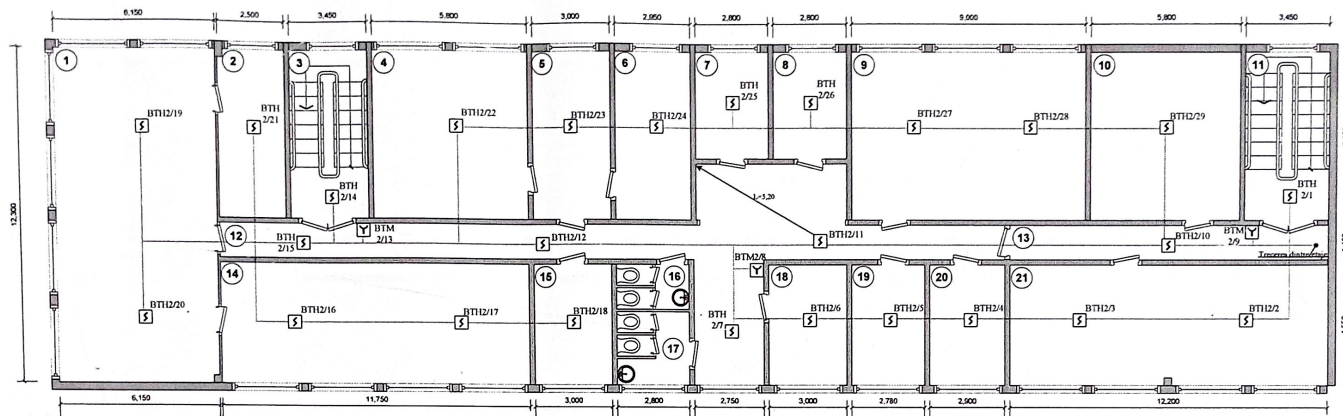 6,150 2,500 3,450 5,800 3,000 2,950 2,800 2,800 9,000 5,800 3,450
1 2 3 4 5 6 7 8 9 10 11
12,300
BTH
2/25
BTH
2/26
BTH2/19
BTH
2/21
BTH2/22
BTH2/23
BTH2/24
BTH2/27
BTH2/28
BTH2/29
BTH
2/14
BTH
2/1
L=3,20
12
BTH
2/15
BTM
2/13
BTH2/12
BTH2/11
13
BTH2/10
BTM
2/9
Trecerea dintre etaje
14 15 16
BTM2/8
18 19 20 21
BTH2/20
BTH2/16
BTH2/17
BTH2/18
17
BTH
2/7
BTH2/6
BTH2/5
BTH2/4
BTH2/3
BTH2/2
6,150 11,750 3,000 2,800 2,750 3,000 2,780 2,900 12,200